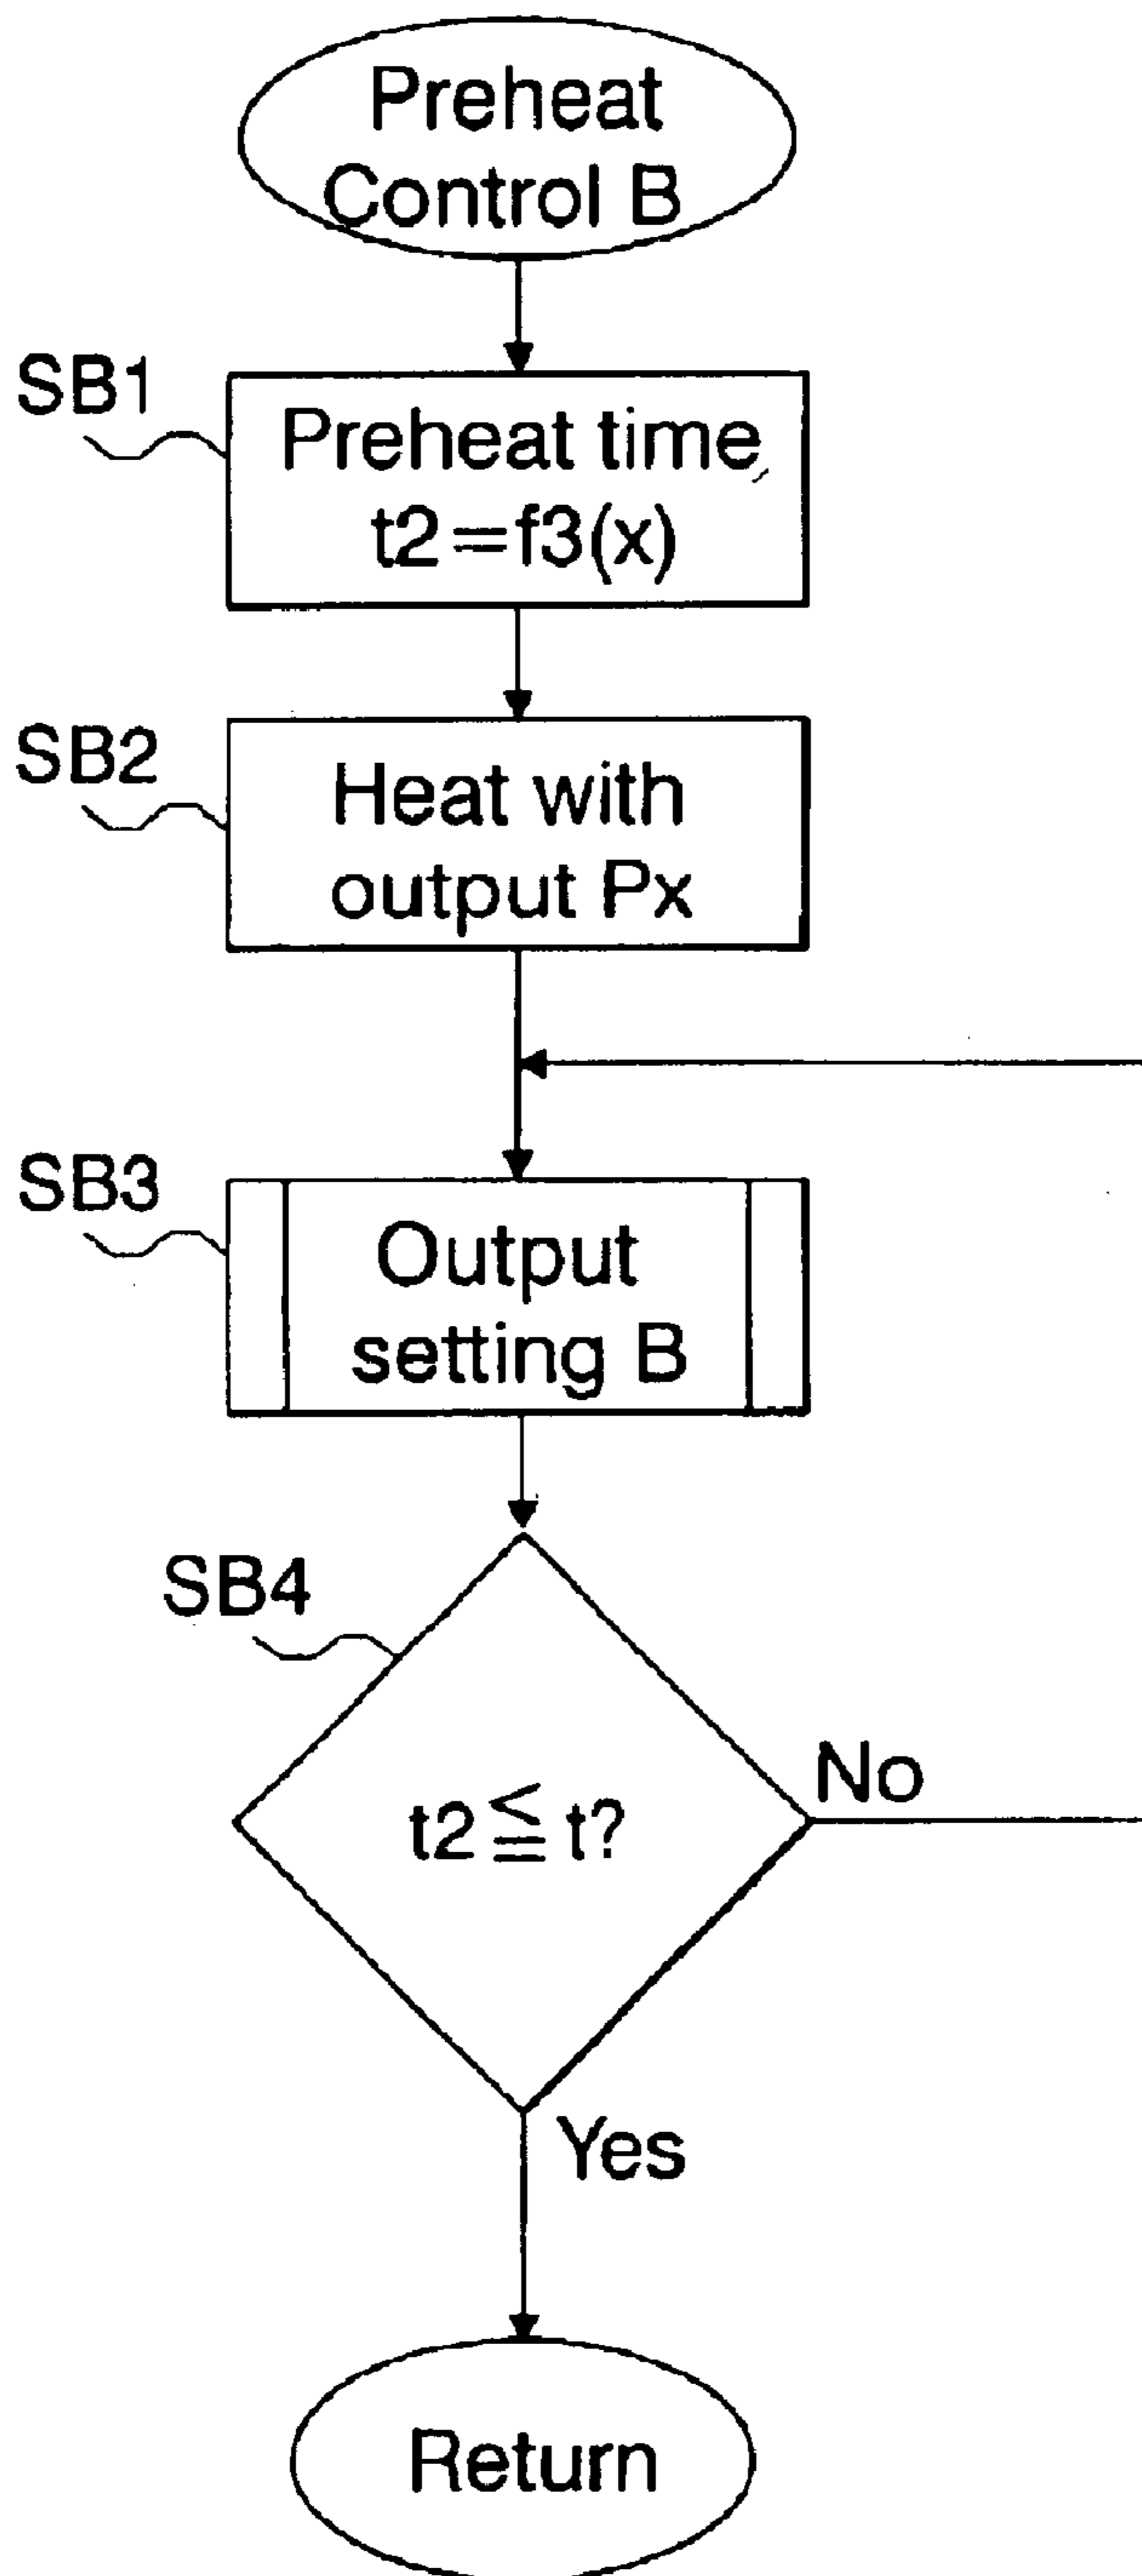 Preheat
Control B
SB1
Preheat time
t2=f3(x)
SB2
Heat with
output Px
SB3
Output
setting B
SB4
t2≦t?
No
Yes
Return